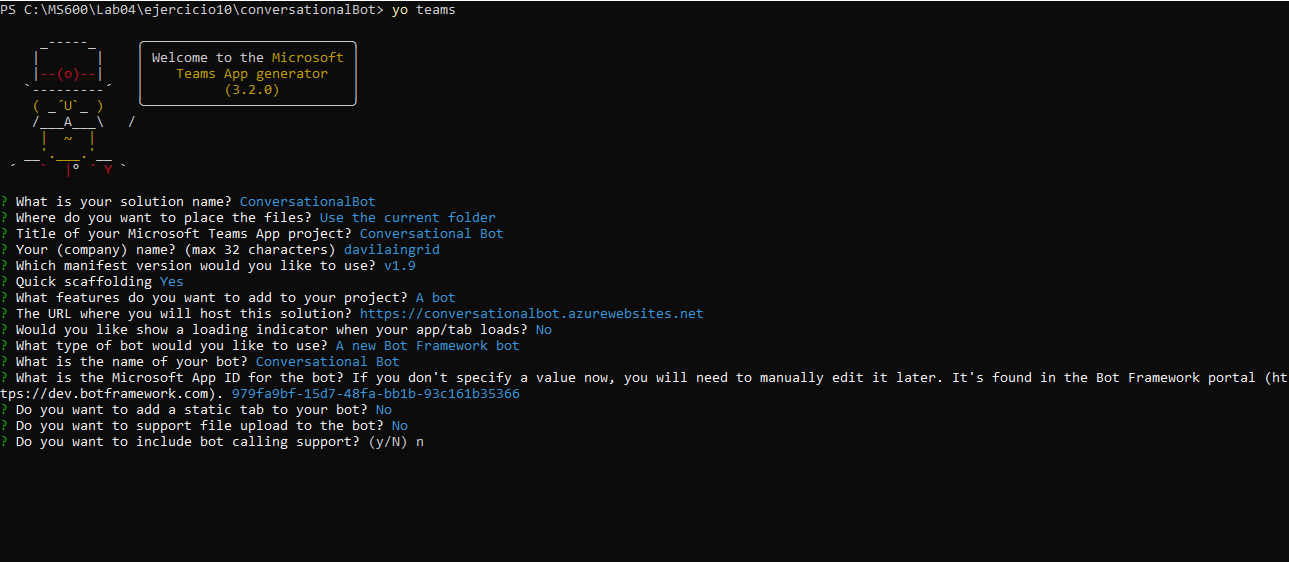 PS C:\MS600\Lab04\ejercicio10\conversationalBot> yo teams
Welcome to the Microsoft
Teams App generator
(3.2.0)
? What is your solution name? ConversationalBot
? Where do you want to place the files? Use the current folder
? Title of your Microsoft Teams App project? Conversational Bot
? Your (company) name? (max 32 characters) davilaingrid
? Which manifest version would you like to use? v1.9
? Quick scaffolding Yes
? What features do you want to add to your project? A bot
? The URL where you will host this solution? https://conversationalbot.azurewebsites.net
? Would you like show a loading indicator when your app/tab loads? No
? What type of bot would you like to use? A new Bot Framework bot
? What is the name of your bot? Conversational Bot
? What is the Microsoft App ID for the bot? If you don't specify a value now, you will need to manually edit it later. It's found in the Bot Framework portal (ht
tps://dev.botframework.com). 979fa9bf-15d7-48fa-bb1b-93c161b35366
? Do you want to add a static tab to your bot? No
? Do you want to support file upload to the bot? No
? Do you want to include bot calling support? (y/N) n